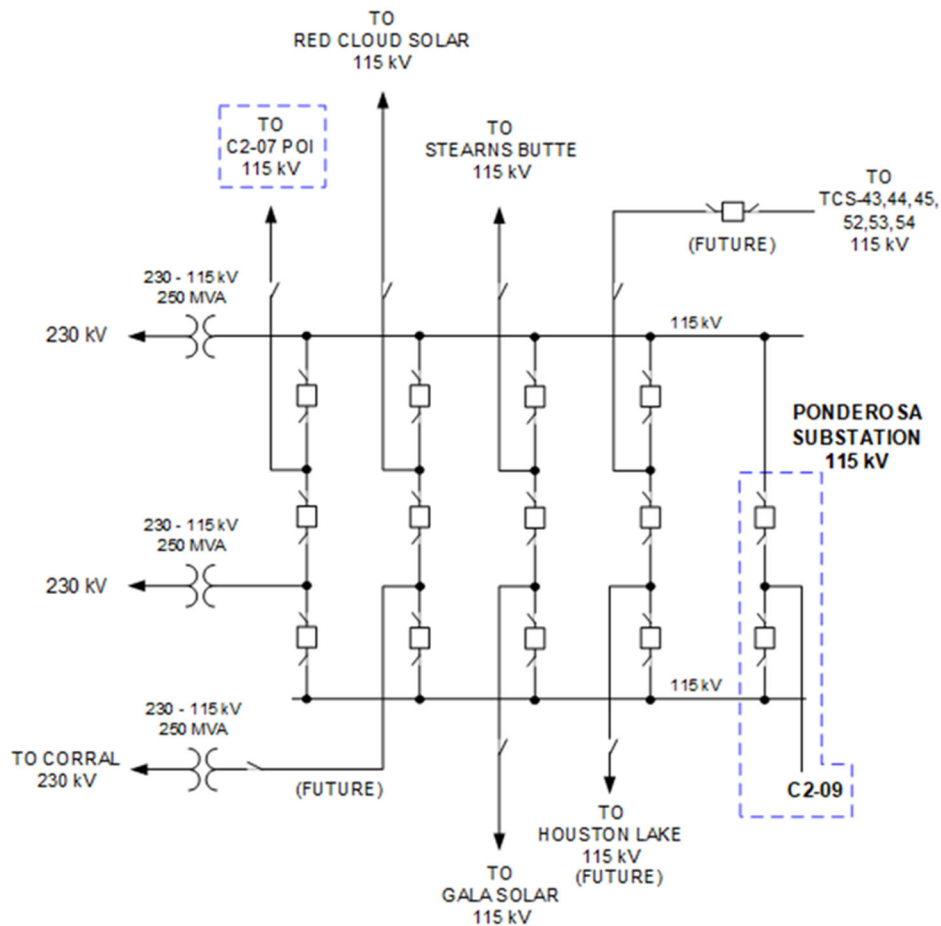 TO
RED CLOUD SOLAR
115 kV
TO
C2-07 POI
115 kV
TO
STEARNS BUTTE
115 kV
TO
TCS-43,44,45,
52,53,54
115 kV
(FUTURE)
230 - 115 kV
250 MVA
230 kV
115 kV
PONDEROSA
SUBSTATION
115 kV
230 - 115 kV
250 MVA
230 kV
115 kV
230 - 115 kV
250 MVA
TO CORRAL
230 kV
(FUTURE)
C2-09
TO
HOUSTON LAKE
115 kV
(FUTURE)
TO
GALA SOLAR
115 kV